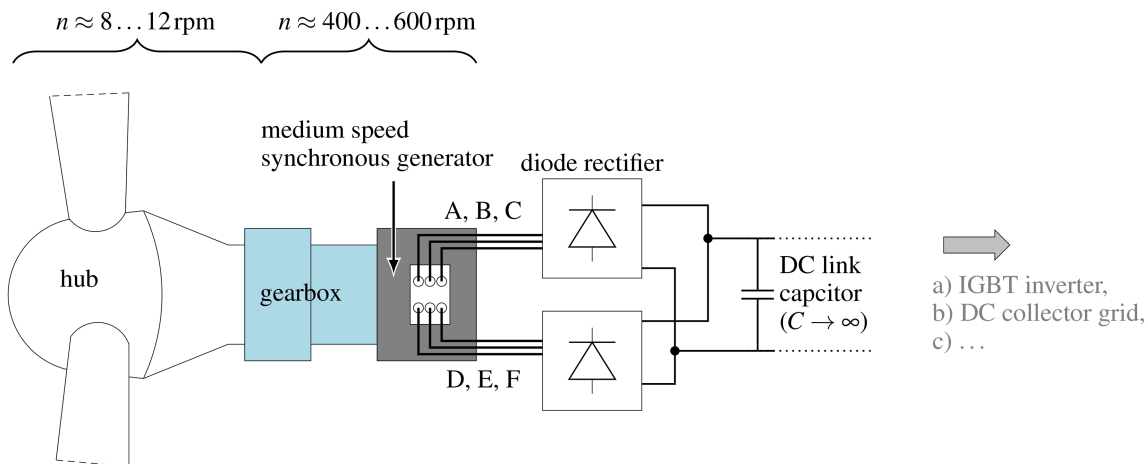 n ≈ 8…12 rpm
n ≈ 400…600 rpm
medium speed
synchronous generator
diode rectifier
A, B, C
hub
gearbox
DC link
capcitor
(C → ∞)
a) IGBT inverter,
b) DC collector grid,
c) …
D, E, F